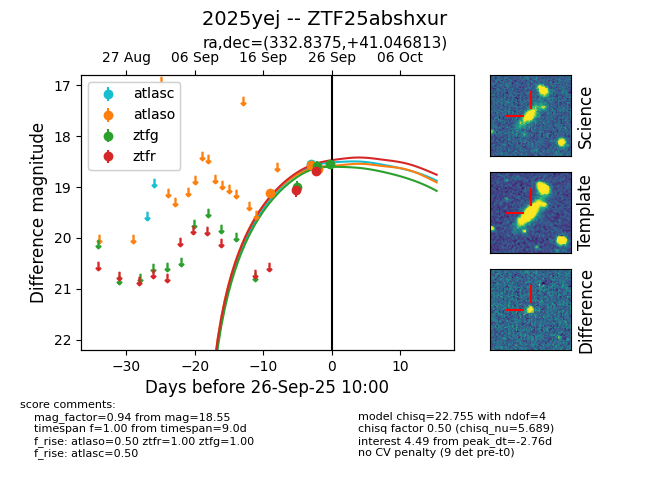 2025yej -- ZTF25abshxur
ra,dec=(332.8375,+41.046813)
27 Aug 06 Sep 16 Sep 26 Sep 06 Oct
atlasc
atlaso
ztfg
ztfr
17
18
19
20
21
22
Difference magnitude
−30 −20 −10 0 10
Days before 26-Sep-25 10:00
Science
Template
Difference
score comments:
mag_factor=0.94 from mag=18.55
timespan f=1.00 from timespan=9.0d
f_rise: atlaso=0.50 ztfr=1.00 ztfg=1.00
f_rise: atlasc=0.50
model chisq=22.755 with ndof=4
chisq factor 0.50 (chisq_nu=5.689)
interest 4.49 from peak_dt=-2.76d
no CV penalty (9 det pre-t0)